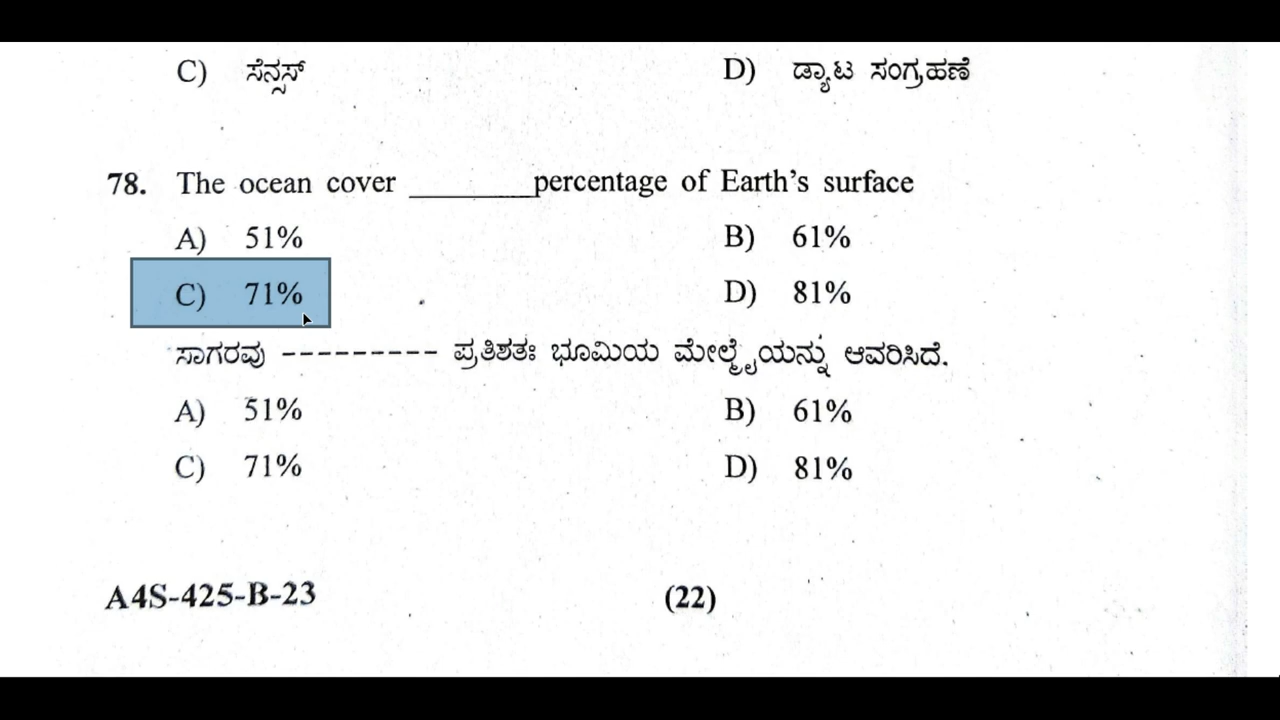 C) ಸೆನ್ಸಸ್ D) ಡ್ಯಾಟ ಸಂಗ್ರಹಣೆ
78. The ocean cover ________percentage of Earth's surface
A) 51% B) 61%
C) 71% D) 81%
ಸಾಗರವು --------- ಪ್ರತಿಶತಃ ಭೂಮಿಯ ಮೇಲ್ಮೈಯನ್ನು ಆವರಿಸಿದೆ.
A) 51% B) 61%
C) 71% D) 81%
A4S-425-B-23 (22)